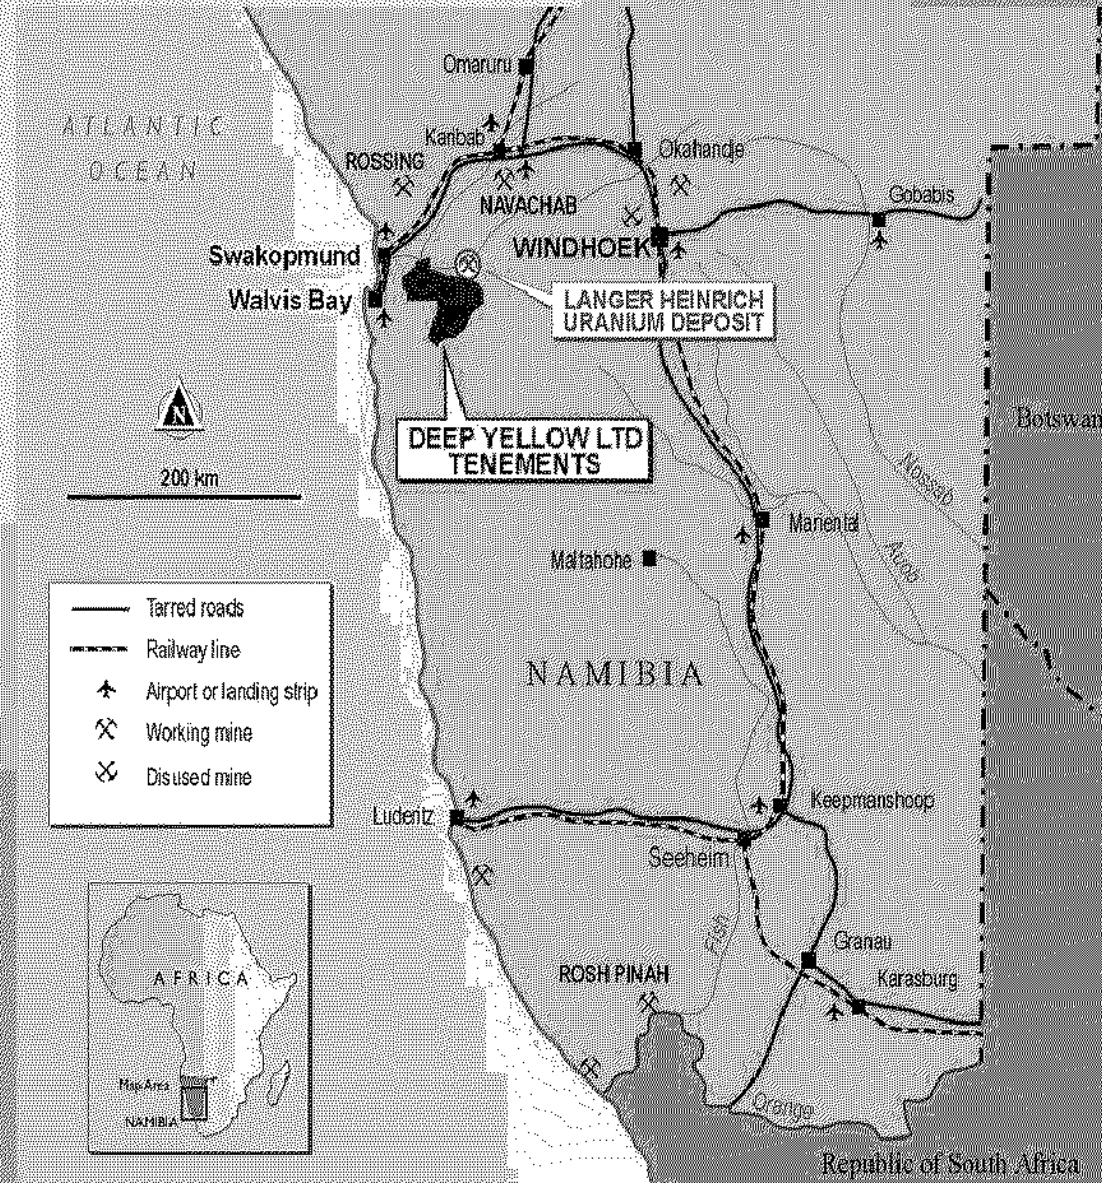 Omaruru
ATLANTIC
OCEAN
Karibab
Okahandje
ROSSING
NAVACHAB
Gobabis
Swakopmund
WINDHOEK
Walvis Bay
LANGER HEINRICH
URANIUM DEPOSIT
N
Botswan
DEEP YELLOW LTD
TENEMENTS
200 km
Nossob
Mariental
Auob
Maltahohe
Tarred roads
Railway line
NAMIBIA
Airport or landing strip
Working mine
Disused mine
Luderitz
Keepmanshoop
Seeheim
Fish
Granau
ROSH PINAH
Karasburg
AFRICA
Map Area
NAMIBIA
Orange
Republic of South Africa